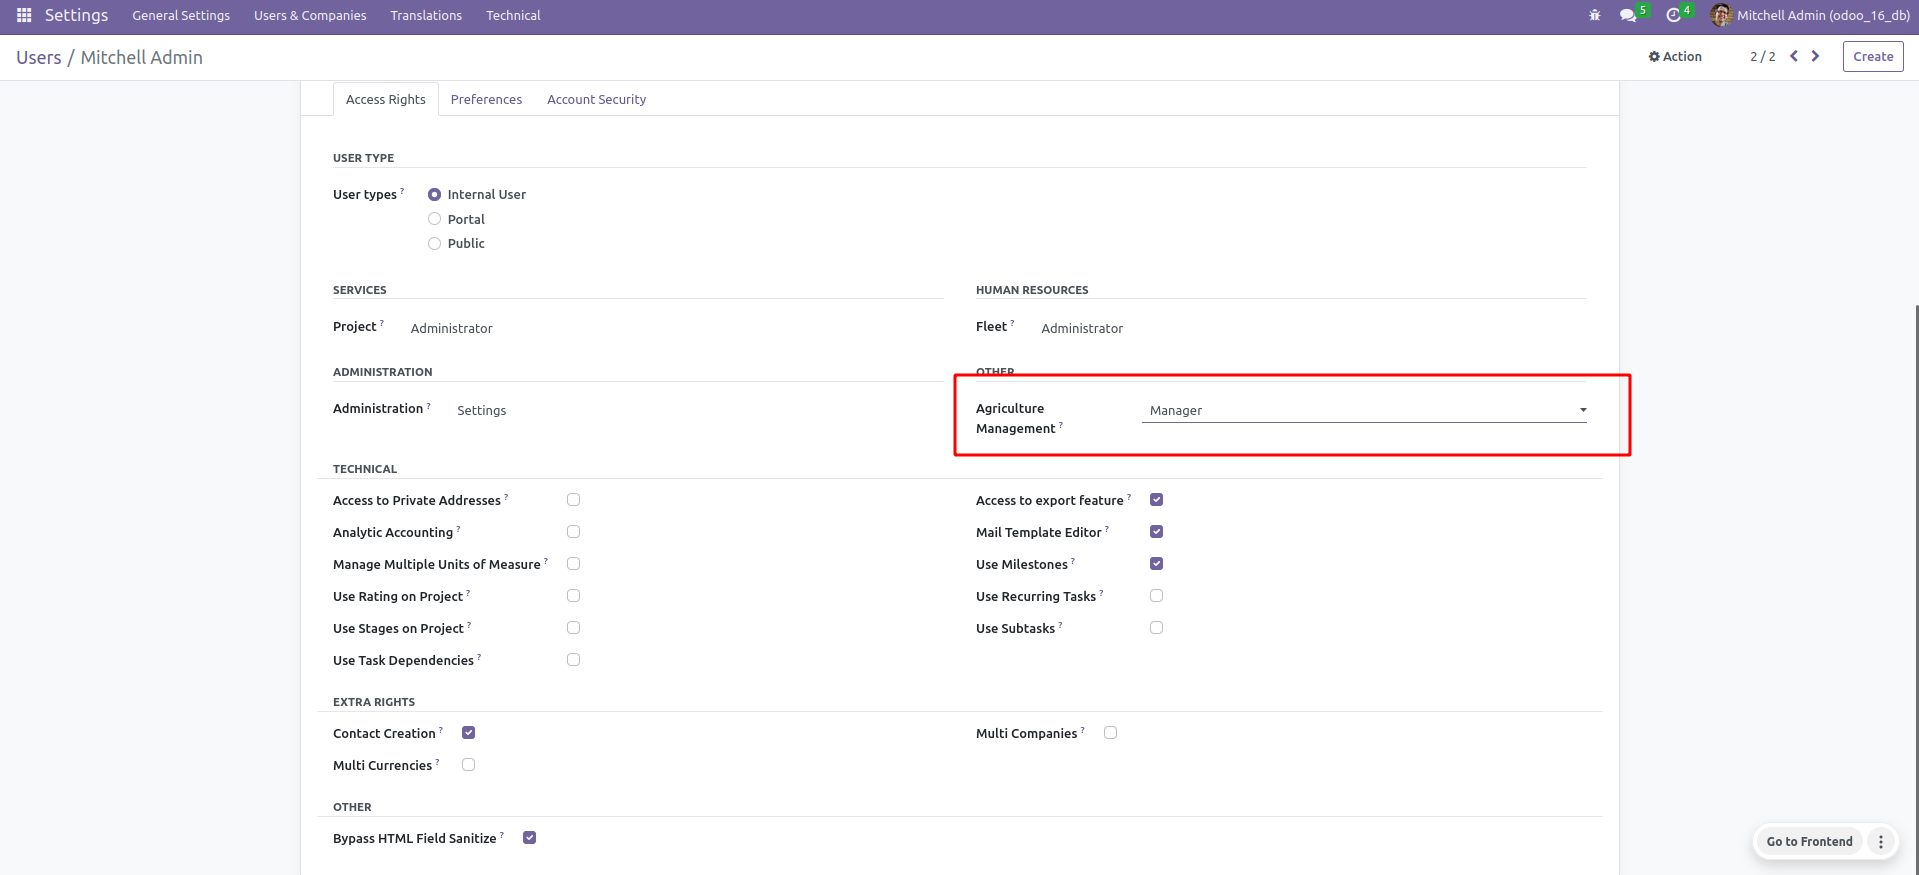 Settings General Settings Users & Companies Translations Technical 5 4 Mitchell Admin (odoo_16_db)
Users / Mitchell Admin Action 2 / 2 Create
Access Rights Preferences Account Security
USER TYPE
User types ? Internal User
Portal
Public
SERVICES HUMAN RESOURCES
Project ? Administrator Fleet ? Administrator
ADMINISTRATION OTHER
Administration ? Settings Agriculture Manager
Management ?
TECHNICAL
Access to Private Addresses ? Access to export feature ?
Analytic Accounting ? Mail Template Editor ?
Manage Multiple Units of Measure ? Use Milestones ?
Use Rating on Project ? Use Recurring Tasks ?
Use Stages on Project ? Use Subtasks ?
Use Task Dependencies ?
EXTRA RIGHTS
Contact Creation ? Multi Companies ?
Multi Currencies ?
OTHER
Bypass HTML Field Sanitize ?
Go to Frontend